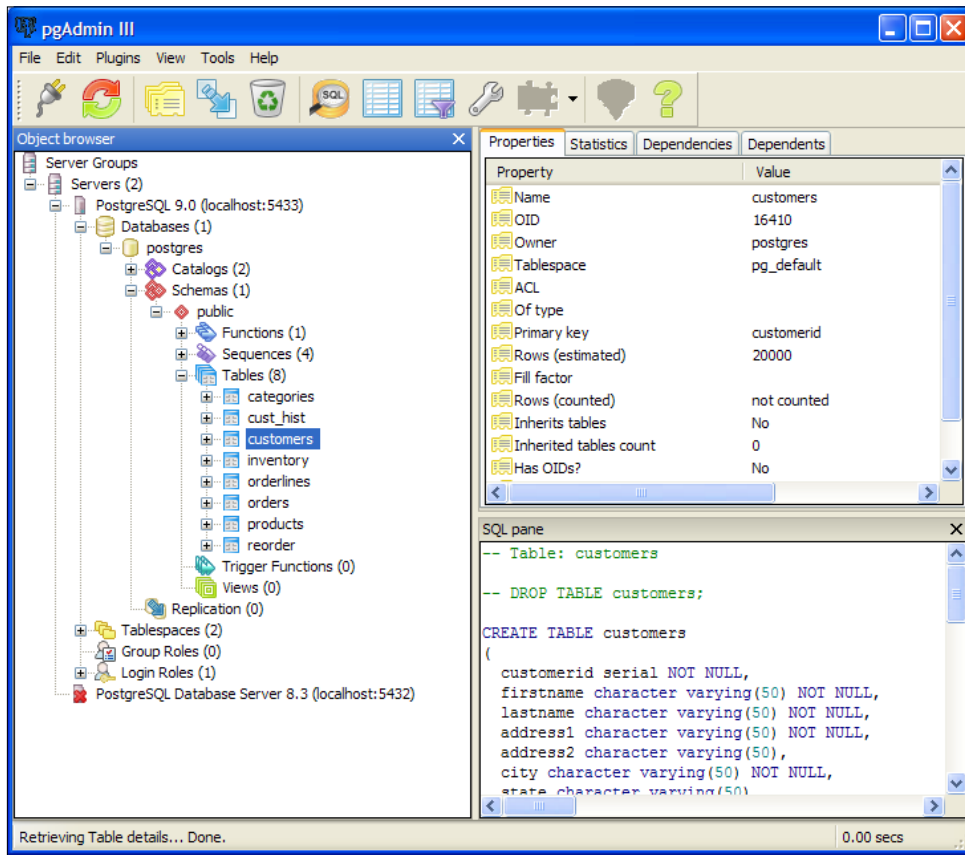 pgAdmin III
File Edit Plugins View Tools Help
SQL
Object browser
Server Groups
Servers (2)
PostgreSQL 9.0 (localhost:5433)
Databases (1)
postgres
Catalogs (2)
Schemas (1)
public
Functions (1)
Sequences (4)
Tables (8)
categories
cust_hist
customers
inventory
orderlines
orders
products
reorder
Trigger Functions (0)
Views (0)
Replication (0)
Tablespaces (2)
Group Roles (0)
Login Roles (1)
PostgreSQL Database Server 8.3 (localhost:5432)
Properties Statistics Dependencies Dependents
Property Value
Name customers
OID 16410
Owner postgres
Tablespace pg_default
ACL
Of type
Primary key customerid
Rows (estimated) 20000
Fill factor
Rows (counted) not counted
Inherits tables No
Inherited tables count 0
Has OIDs? No
SQL pane
-- Table: customers
-- DROP TABLE customers;
CREATE TABLE customers
(
customerid serial NOT NULL,
firstname character varying(50) NOT NULL,
lastname character varying(50) NOT NULL,
address1 character varying(50) NOT NULL,
address2 character varying(50),
city character varying(50) NOT NULL,
state character varying(50)
Retrieving Table details... Done.
0.00 secs